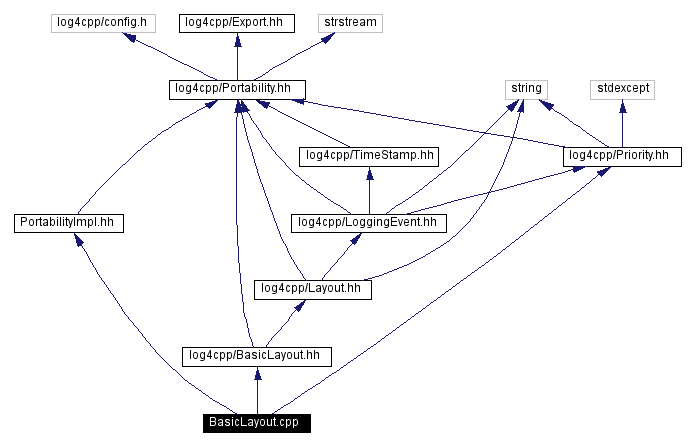 log4cpp/config.h
log4cpp/Export.hh
strstream
log4cpp/Portability.hh
string
stdexcept
log4cpp/TimeStamp.hh
log4cpp/Priority.hh
PortabilityImpl.hh
log4cpp/LoggingEvent.hh
log4cpp/Layout.hh
log4cpp/BasicLayout.hh
BasicLayout.cpp